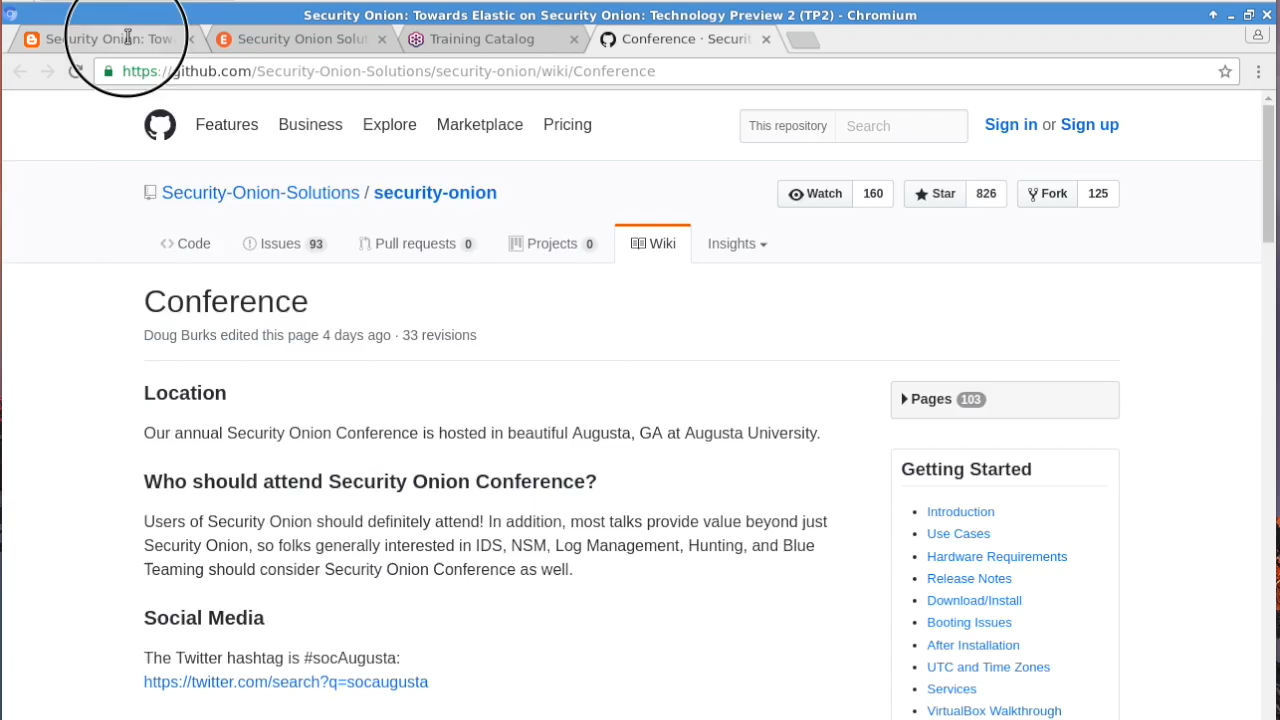 Security Onion: Towards Elastic on Security Onion: Technology Preview 2 (TP2) - Chromium
Security Onion: Tow
Security Onion Solut
Training Catalog
Conference · Securit
https://github.com/Security-Onion-Solutions/security-onion/wiki/Conference
Features Business Explore Marketplace Pricing
This repository Search
Sign in or Sign up
Security-Onion-Solutions / security-onion
Watch 160 Star 826 Fork 125
Code Issues 93 Pull requests 0 Projects 0 Wiki Insights
Conference
Doug Burks edited this page 4 days ago · 33 revisions
Location
Our annual Security Onion Conference is hosted in beautiful Augusta, GA at Augusta University.
Who should attend Security Onion Conference?
Users of Security Onion should definitely attend! In addition, most talks provide value beyond just
Security Onion, so folks generally interested in IDS, NSM, Log Management, Hunting, and Blue
Teaming should consider Security Onion Conference as well.
Social Media
The Twitter hashtag is #socAugusta:
https://twitter.com/search?q=socaugusta
Pages 103
Getting Started
Introduction
Use Cases
Hardware Requirements
Release Notes
Download/Install
Booting Issues
After Installation
UTC and Time Zones
Services
VirtualBox Walkthrough